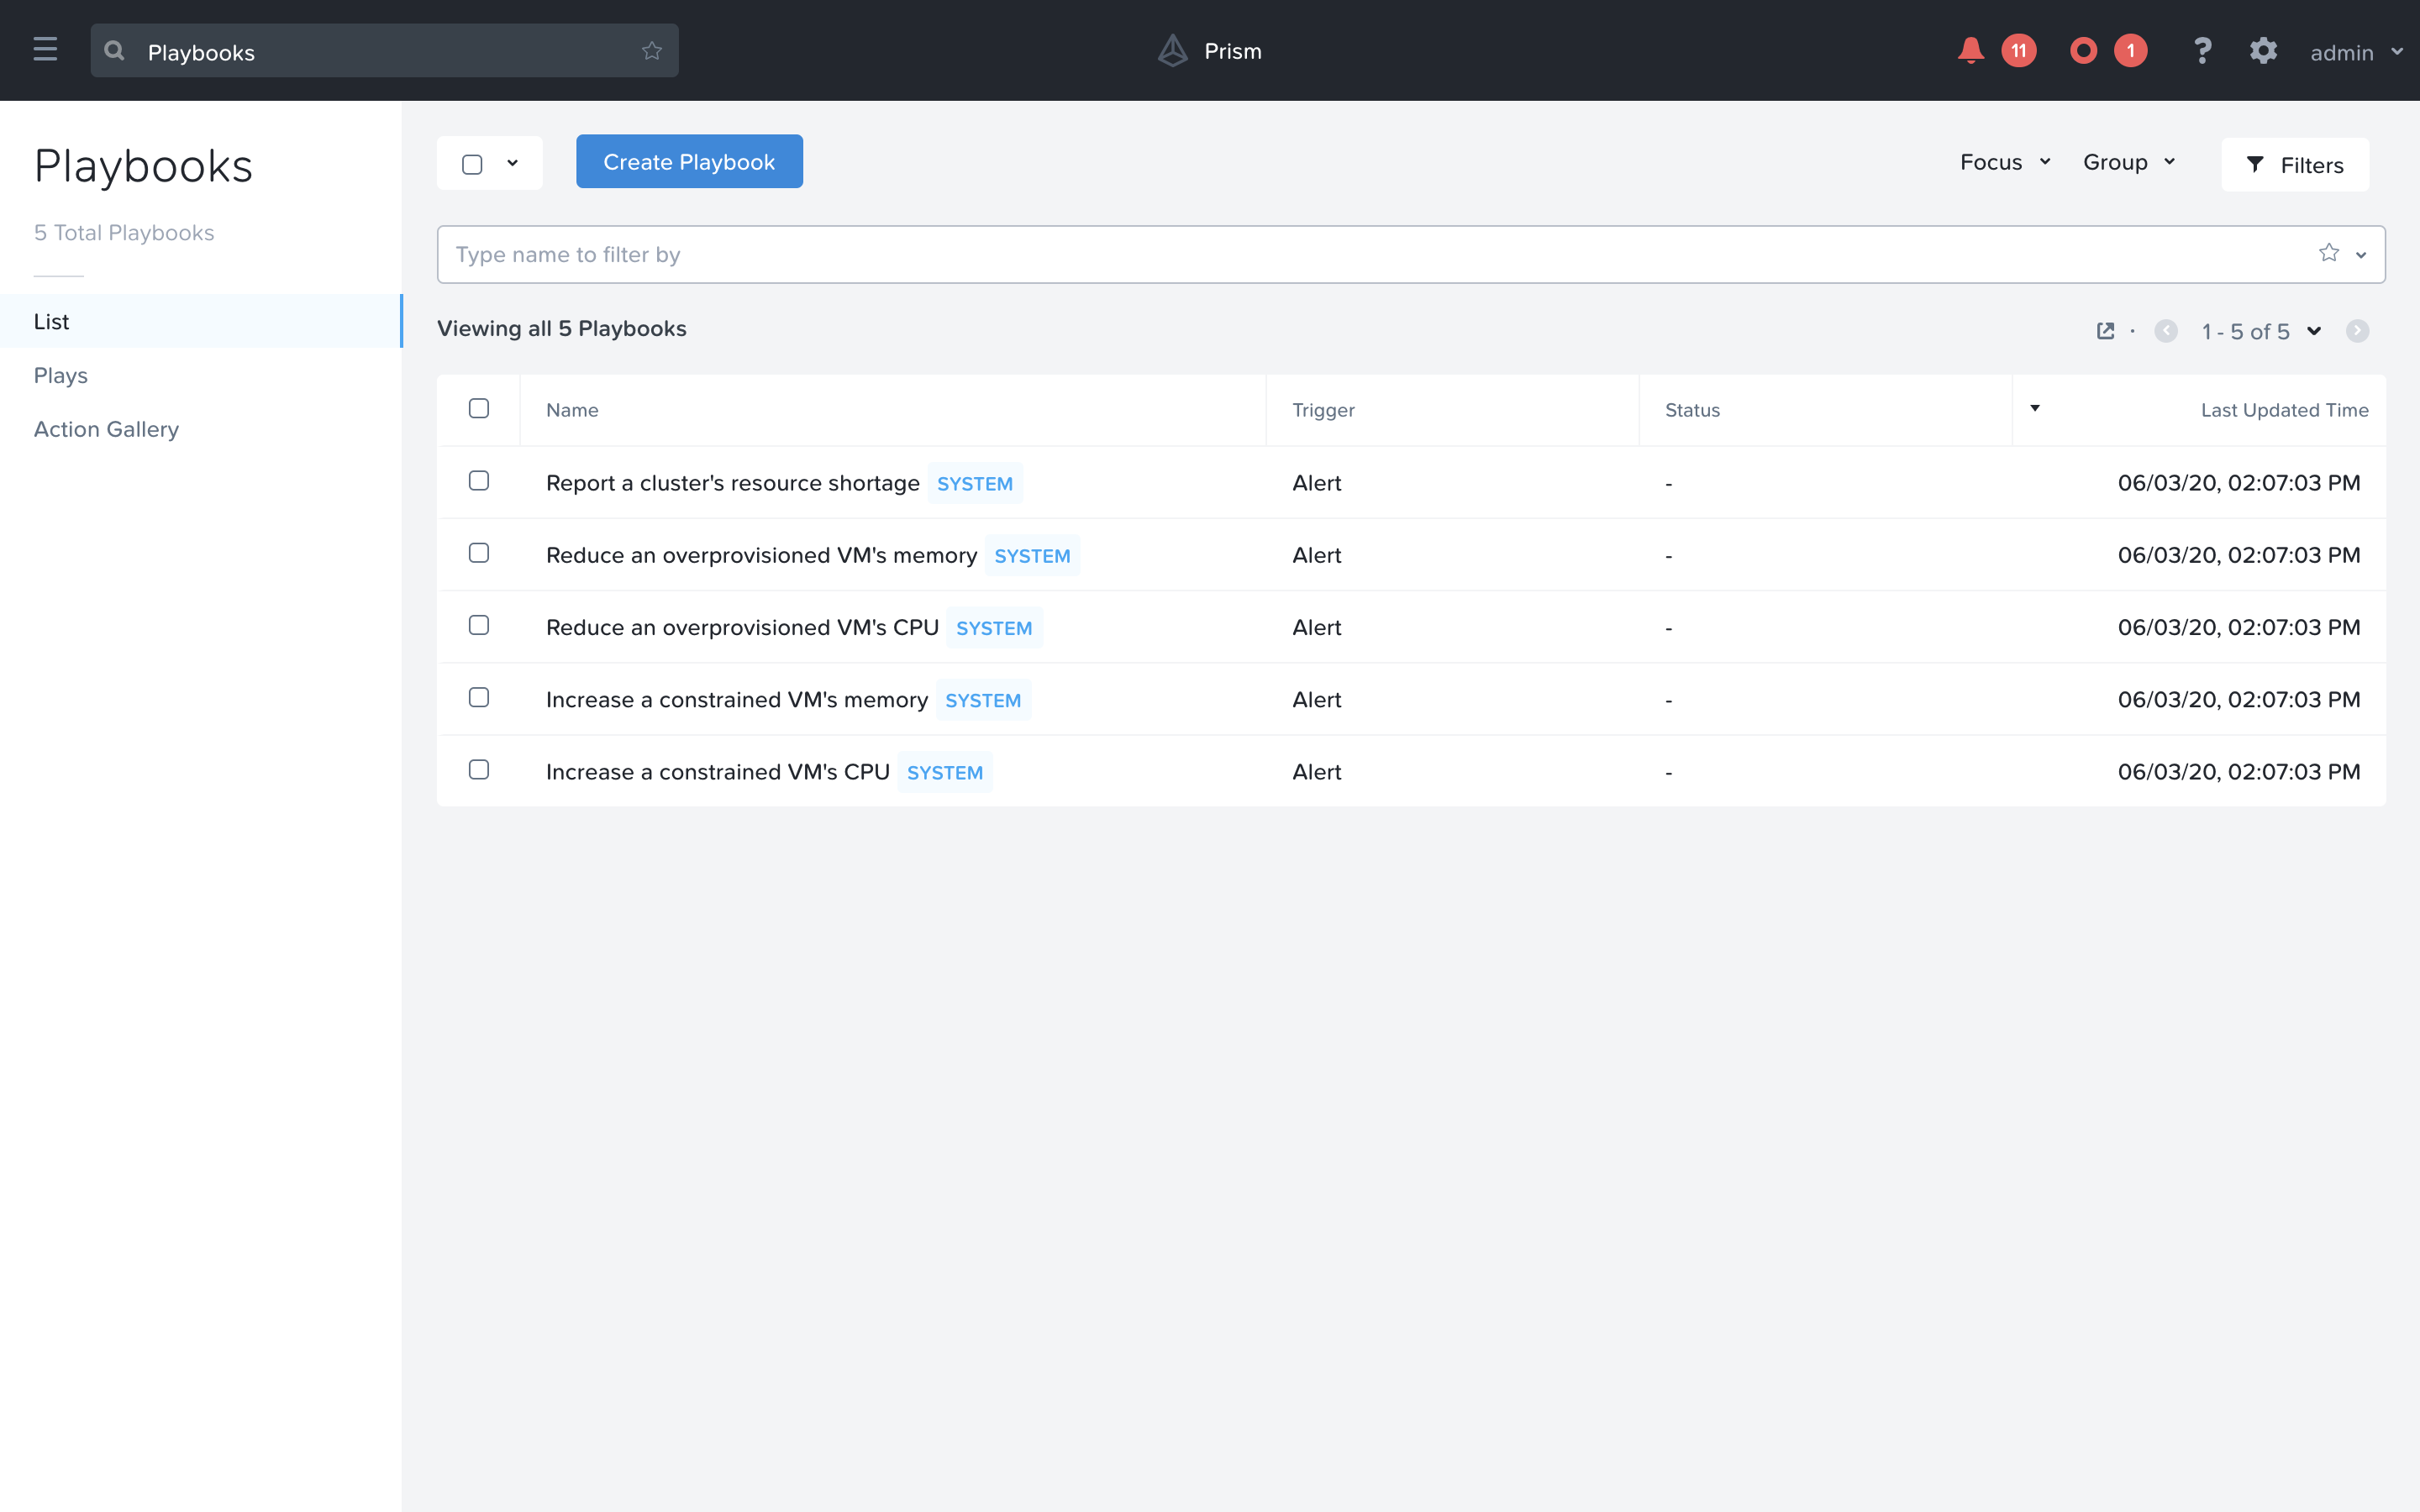 Playbooks
Prism
11
1
?
admin
Playbooks
5 Total Playbooks
List
Plays
Action Gallery
Create Playbook
Focus
Group
Filters
Type name to filter by
Viewing all 5 Playbooks
1 - 5 of 5
Name Trigger Status Last Updated Time
Report a cluster's resource shortage SYSTEM Alert - 06/03/20, 02:07:03 PM
Reduce an overprovisioned VM's memory SYSTEM Alert - 06/03/20, 02:07:03 PM
Reduce an overprovisioned VM's CPU SYSTEM Alert - 06/03/20, 02:07:03 PM
Increase a constrained VM's memory SYSTEM Alert - 06/03/20, 02:07:03 PM
Increase a constrained VM's CPU SYSTEM Alert - 06/03/20, 02:07:03 PM